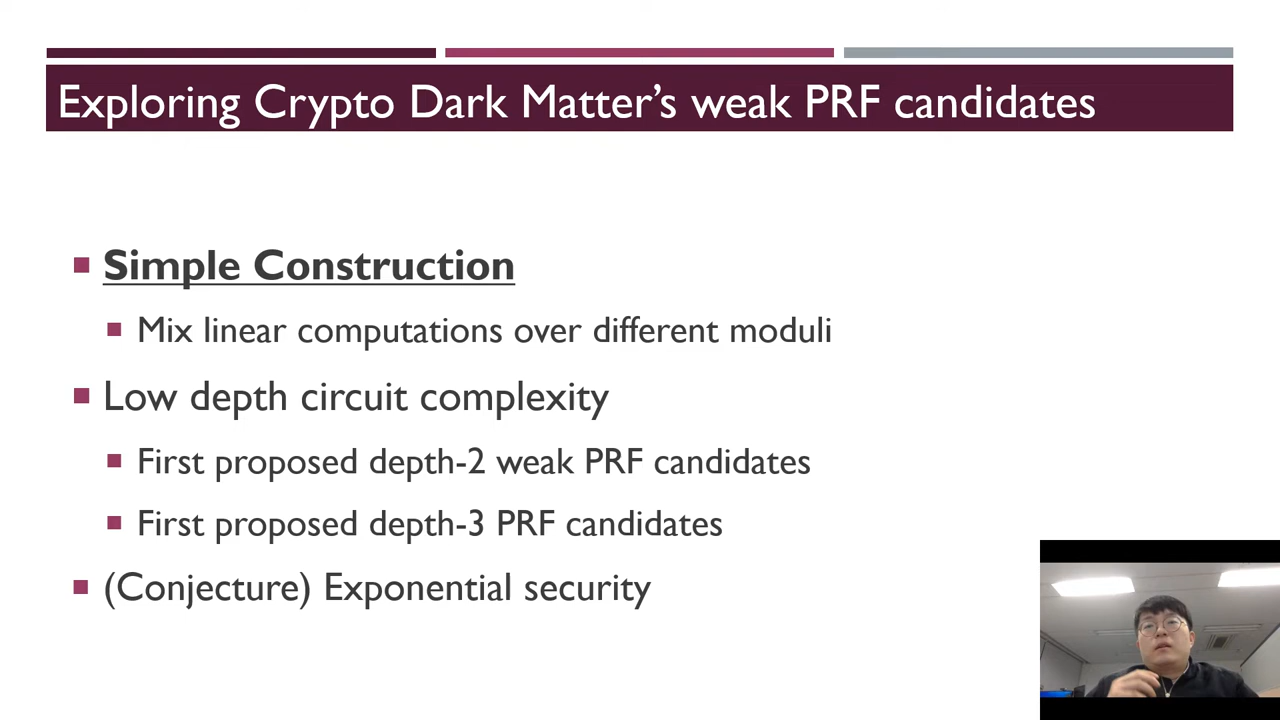 Exploring Crypto Dark Matter’s weak PRF candidates
Simple Construction
Mix linear computations over different moduli
Low depth circuit complexity
First proposed depth-2 weak PRF candidates
First proposed depth-3 PRF candidates
(Conjecture) Exponential security